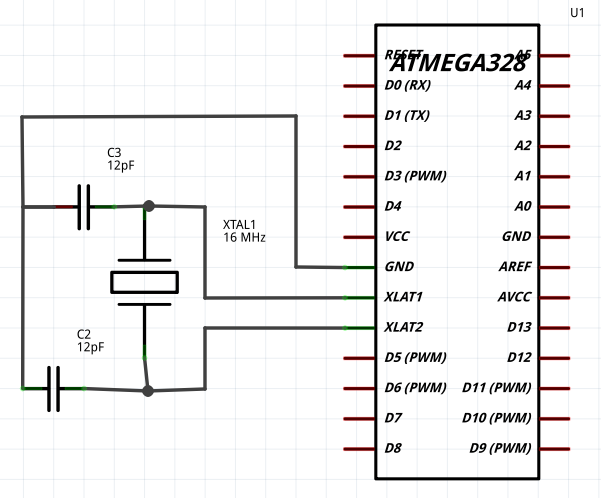 U1
ATMEGA328
RESET
A5
D0 (RX)
A4
D1 (TX)
A3
D2
A2
D3 (PWM)
A1
D4
A0
VCC
GND
GND
AREF
XLAT1
AVCC
XLAT2
D13
D5 (PWM)
D12
D6 (PWM)
D11 (PWM)
D7
D10 (PWM)
D8
D9 (PWM)
C3
12pF
XTAL1
16 MHz
C2
12pF